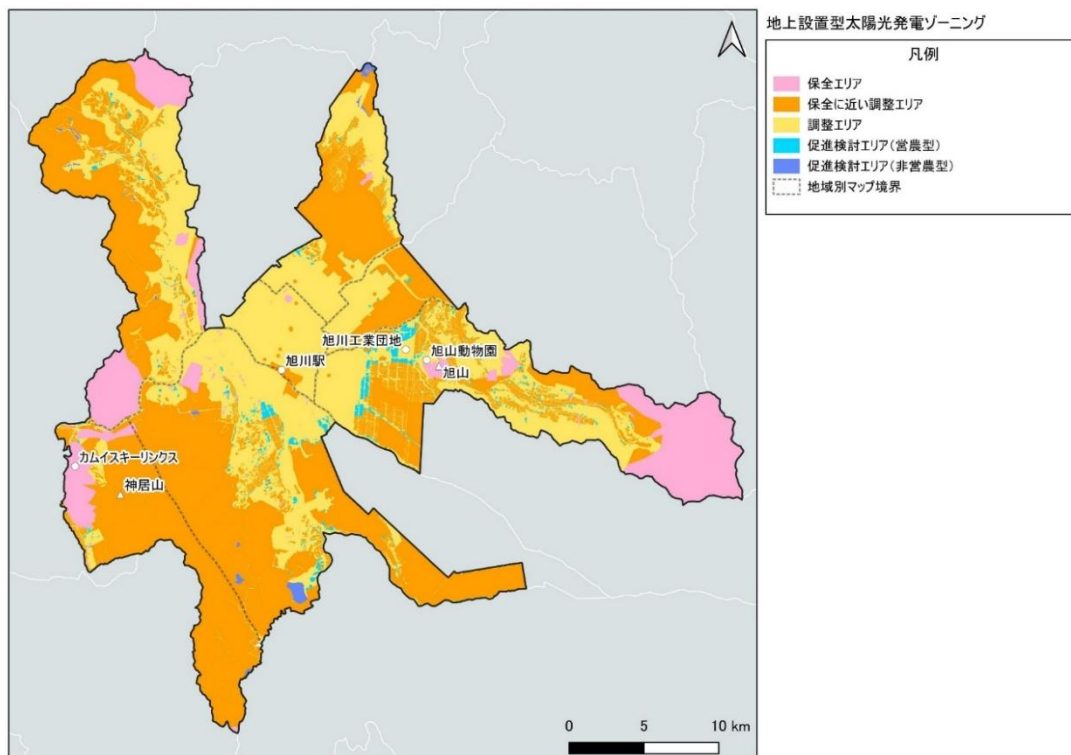 地上設置型太陽光発電ゾーニング
凡例
保全エリア
保全に近い調整エリア
調整エリア
促進検討エリア(営農型)
促進検討エリア(非営農型)
地域別マップ境界
旭川工業団地
旭山動物園
旭川駅
旭山
カムイスキーリンクス
神居山
0 5 10 km